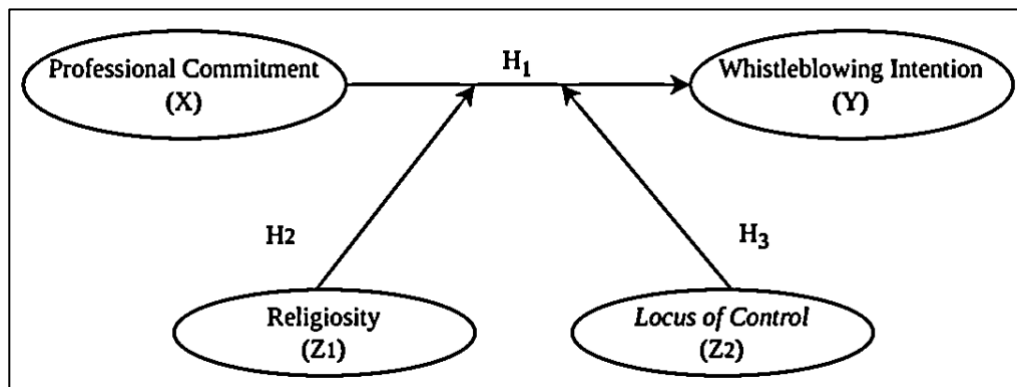 Professional Commitment
(X)
H1
Whistleblowing Intention
(Y)
H2
H3
Religiosity
(Z1)
Locus of Control
(Z2)